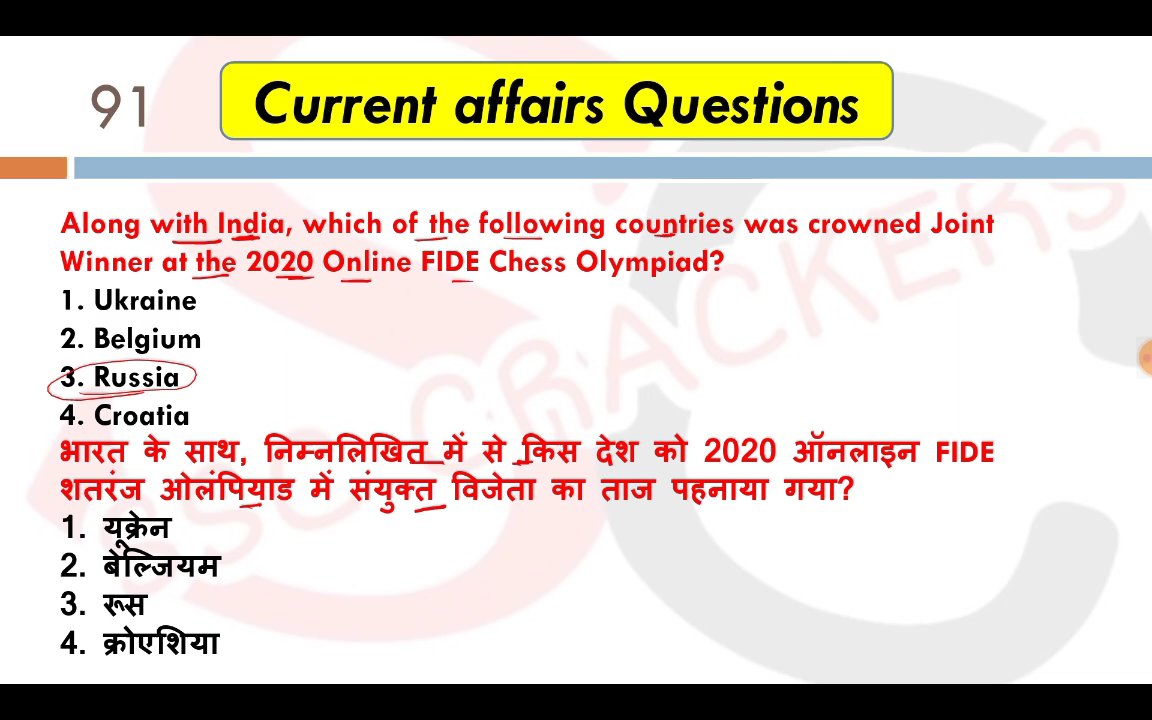 91
Current affairs Questions
Along with India, which of the following countries was crowned Joint
Winner at the 2020 Online FIDE Chess Olympiad?
1. Ukraine
2. Belgium
3. Russia
4. Croatia
भारत के साथ, निम्नलिखित में से किस देश को 2020 ऑनलाइन FIDE
शतरंज ओलंपियाड में संयुक्त विजेता का ताज पहनाया गया?
1. यूक्रेन
2. बेल्जियम
3. रूस
4. क्रोएशिया
SSC CRACKERS